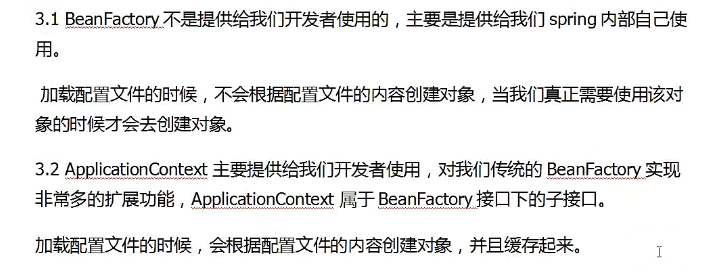 3.1 BeanFactory 不是提供给我们开发者使用的，主要是提供给我们 spring 内部自己使
用。
加载配置文件的时候，不会根据配置文件的内容创建对象，当我们真正需要使用该对
象的时候才会去创建对象。
3.2 ApplicationContext 主要提供给我们开发者使用，对我们传统的 BeanFactory 实现
非常多的扩展功能，ApplicationContext 属于 BeanFactory 接口下的子接口。
加载配置文件的时候，会根据配置文件的内容创建对象，并且缓存起来。